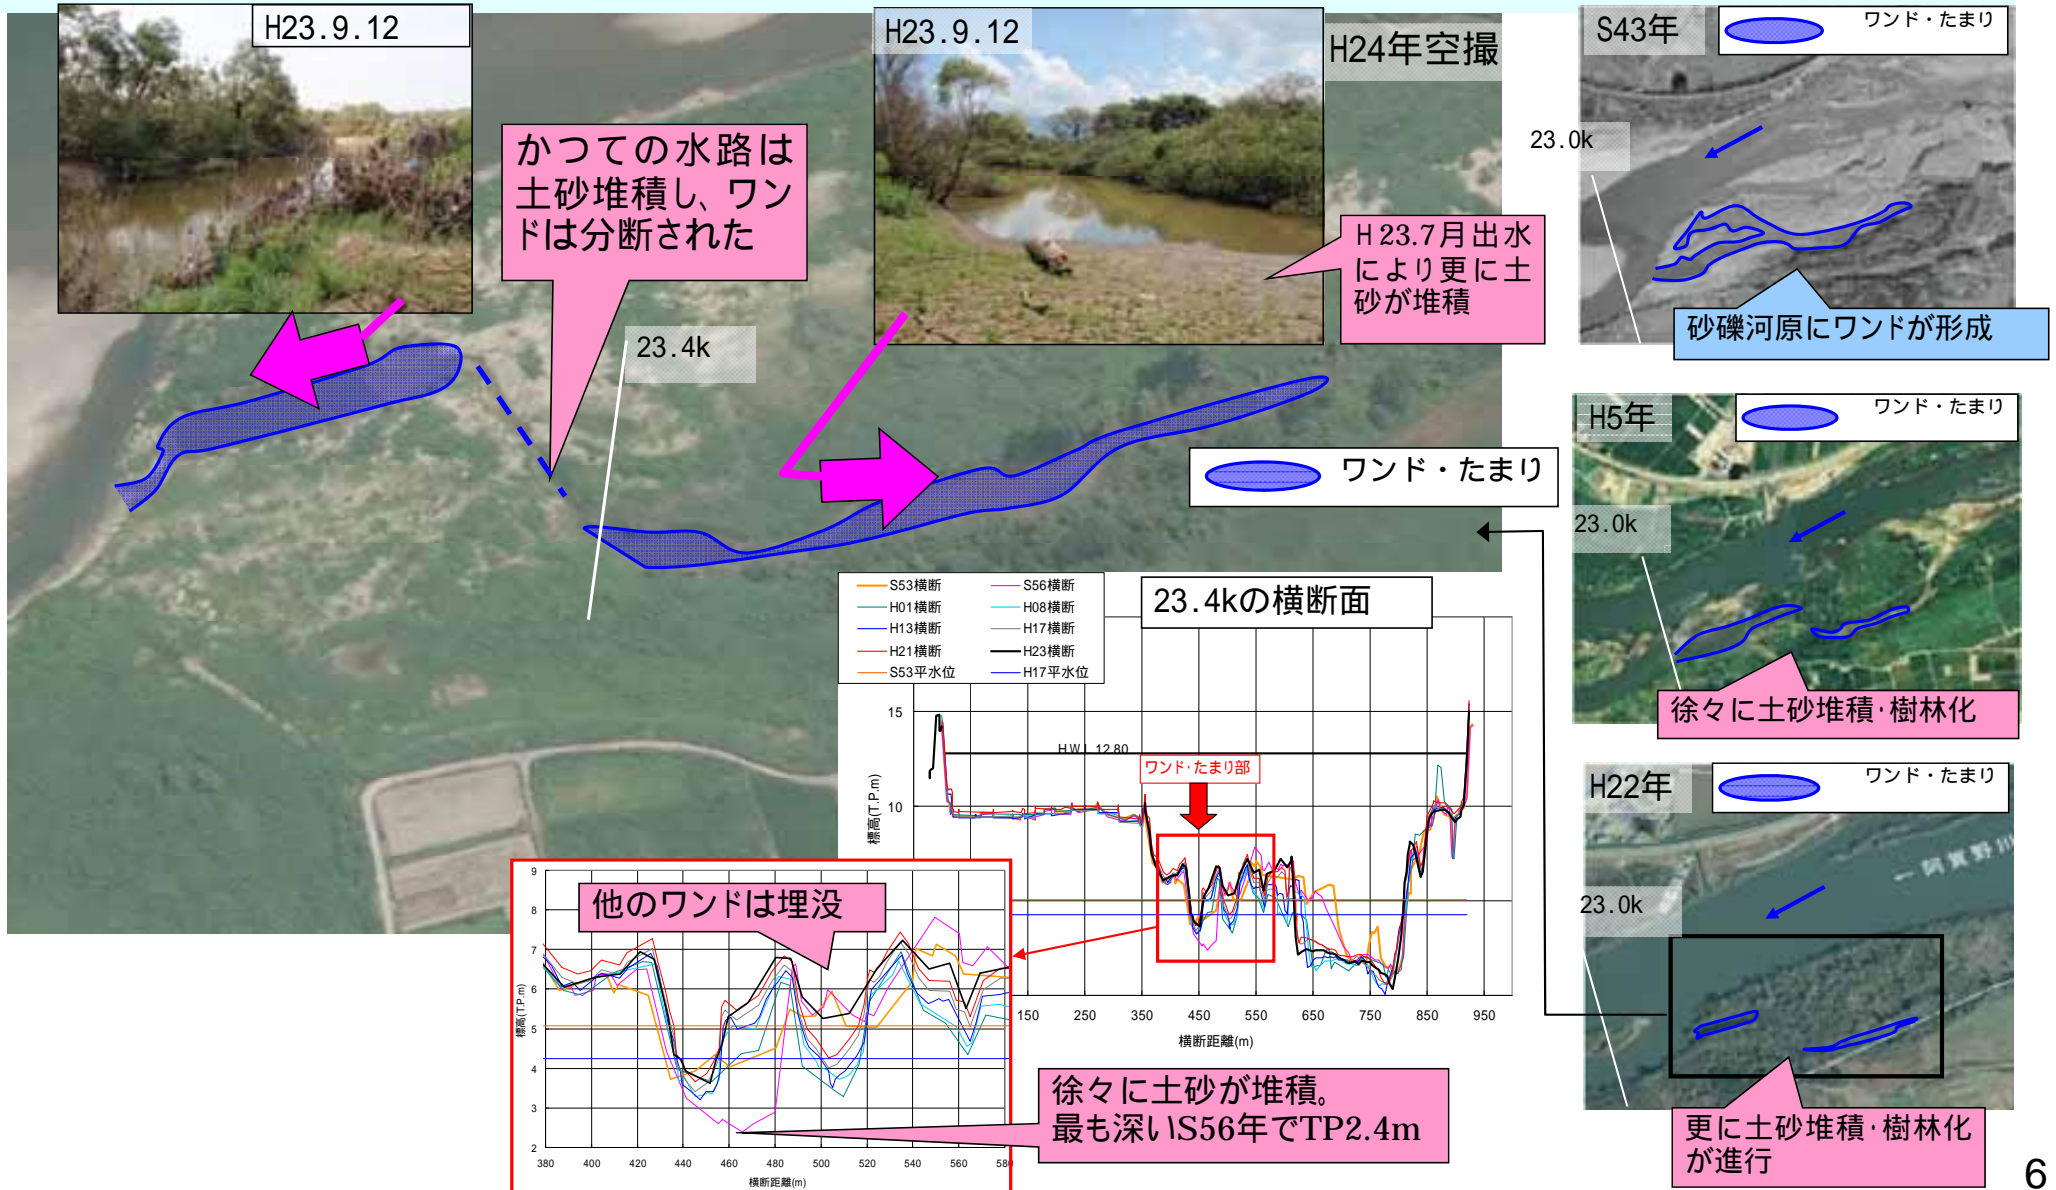 H23.9.12
H23.9.12
H24年空撮
かつての水路は
土砂堆積し、ワン
ドは分断された
H23.7月出水
により更に土
砂が堆積
23.4k
ワンド・たまり
S43年
ワンド・たまり
23.0k
砂礫河原にワンドが形成
H5年
ワンド・たまり
23.0k
徐々に土砂堆積・樹林化
H22年
ワンド・たまり
←阿賀野川
23.0k
更に土砂堆積・樹林化
が進行
S53横断
S56横断
H01横断
H08横断
H13横断
H17横断
H21横断
H23横断
S53平水位
H17平水位
23.4kの横断面
15
10
標高(T.P.m)
H.W.L 12.80
ワンド・たまり部
150 250 350 450 550 650 750 850 950
横断距離(m)
他のワンドは埋没
9
8
7
6
5
4
3
2
標高(T.P.m)
380 400 420 440 460 480 500 520 540 560 580
横断距離(m)
徐々に土砂が堆積。
最も深いS56年でTP2.4m
6